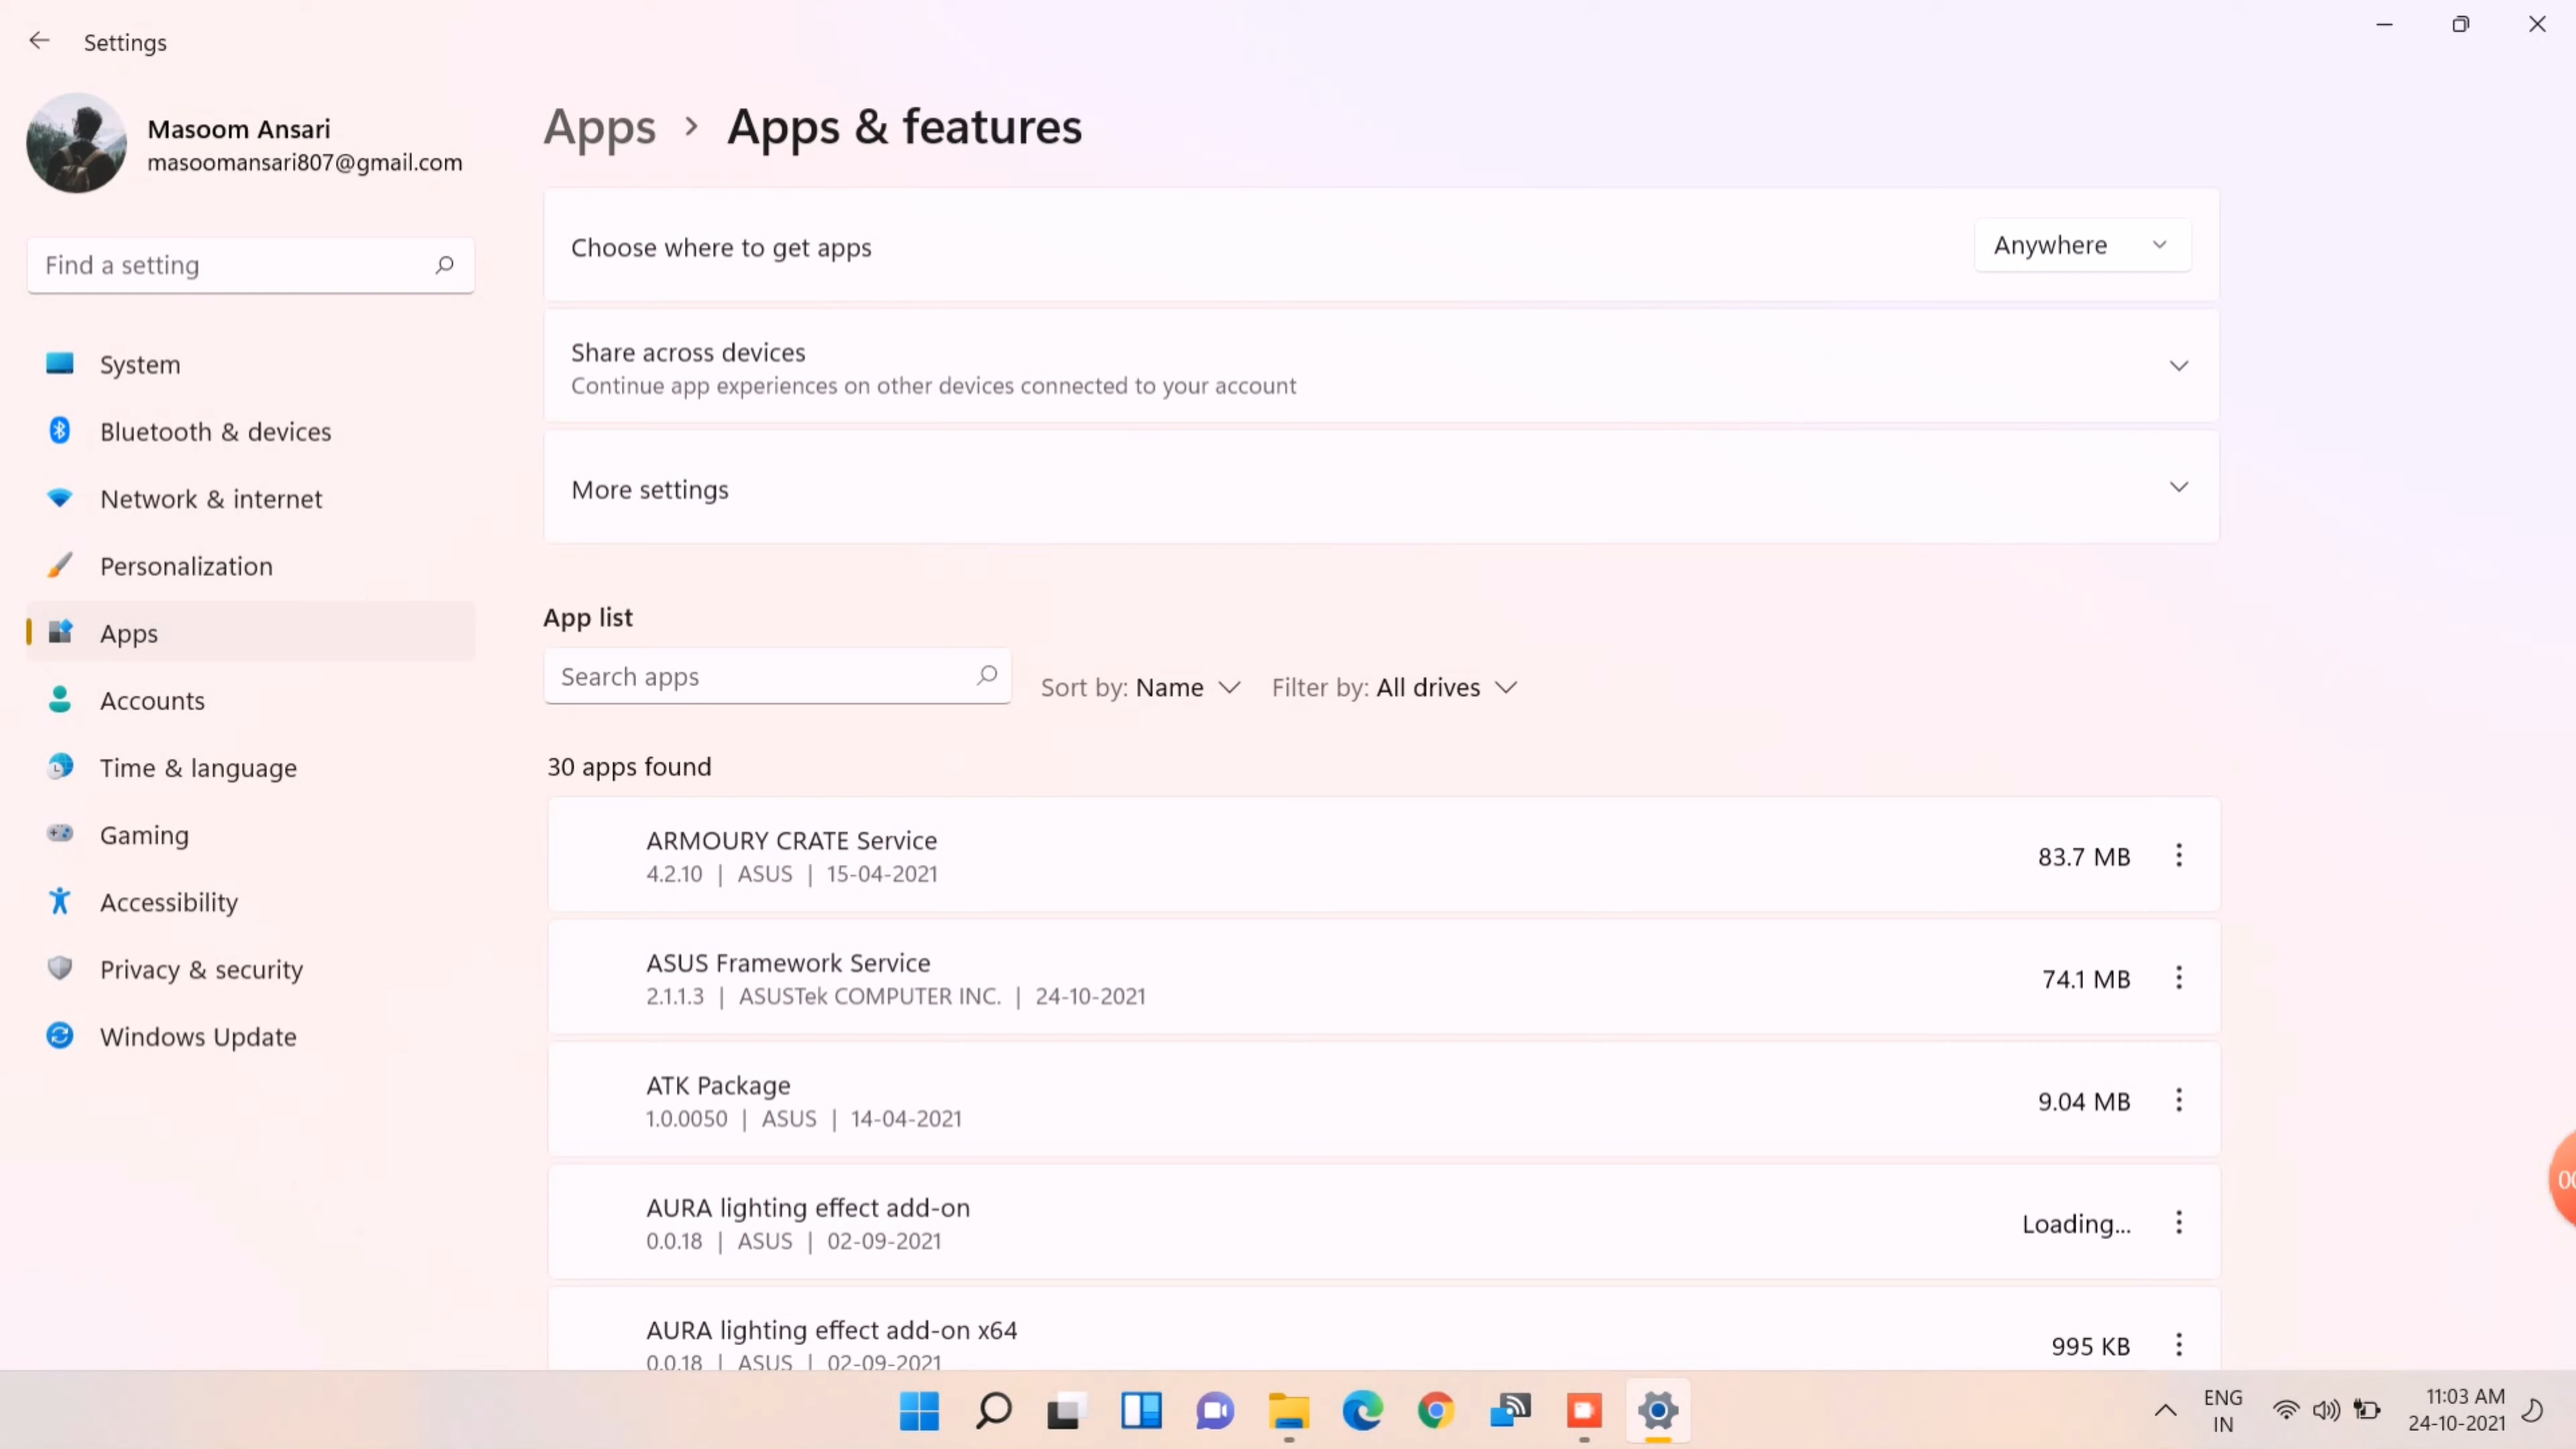 Settings
Masoom Ansari
masoomansari807@gmail.com
Find a setting
System
Bluetooth & devices
Network & internet
Personalization
Apps
Accounts
Time & language
Gaming
Accessibility
Privacy & security
Windows Update
Apps > Apps & features
Choose where to get apps
Anywhere
Share across devices
Continue app experiences on other devices connected to your account
More settings
App list
Search apps
Sort by: Name
Filter by: All drives
30 apps found
ARMOURY CRATE Service
4.2.10 | ASUS | 15-04-2021
83.7 MB
ASUS Framework Service
2.1.1.3 | ASUSTek COMPUTER INC. | 24-10-2021
74.1 MB
ATK Package
1.0.0050 | ASUS | 14-04-2021
9.04 MB
AURA lighting effect add-on
0.0.18 | ASUS | 02-09-2021
Loading...
AURA lighting effect add-on x64
0.0.18 | ASUS | 02-09-2021
995 KB
00
ENG
IN
11:03 AM
24-10-2021